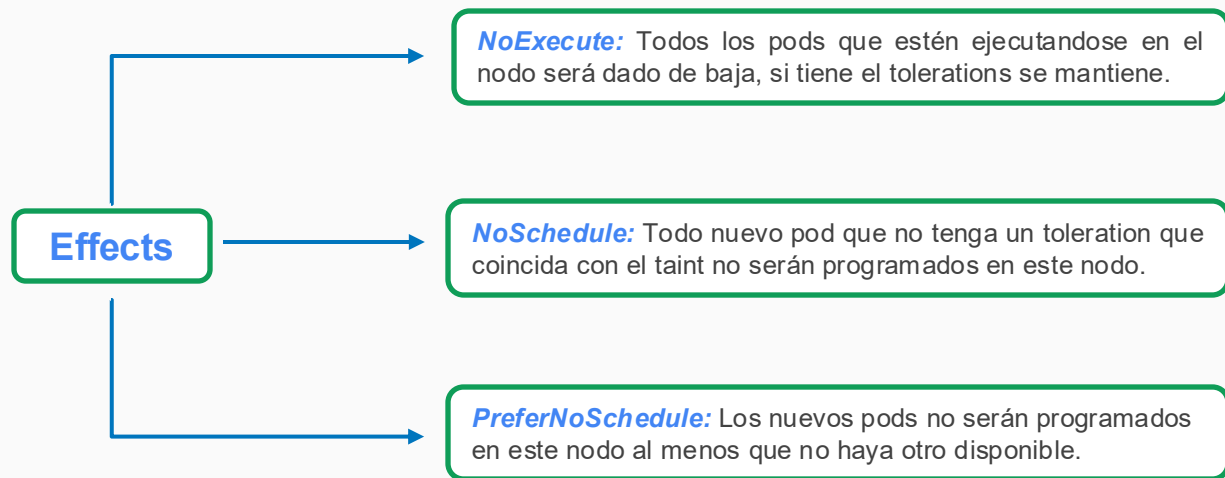 NoExecute: Todos los pods que estén ejecutandose en el
nodo será dado de baja, si tiene el tolerations se mantiene.
Effects
NoSchedule: Todo nuevo pod que no tenga un toleration que
coincida con el taint no serán programados en este nodo.
PreferNoSchedule: Los nuevos pods no serán programados
en este nodo al menos que no haya otro disponible.